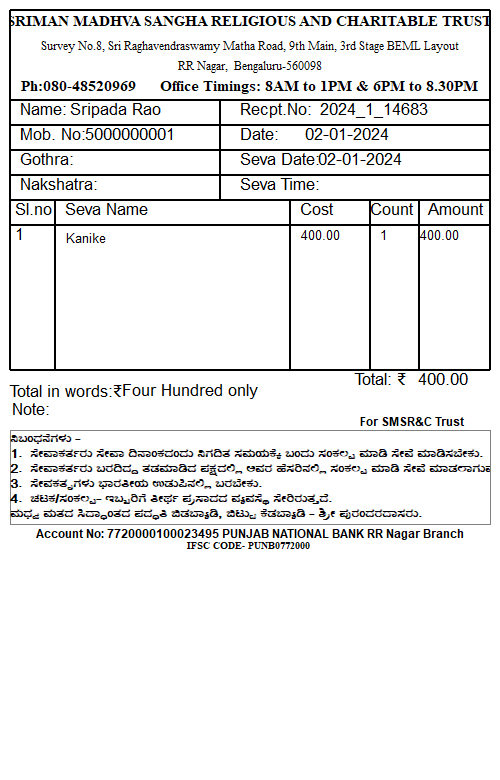 SRIMAN MADHVA SANGHA RELIGIOUS AND CHARITABLE TRUST
Survey No.8, Sri Raghavendraswamy Matha Road, 9th Main, 3rd Stage BEML Layout
RR Nagar, Bengaluru-560098
Ph:080-48520969 Office Timings: 8AM to 1PM & 6PM to 8.30PM
Name: Sripada Rao Recpt.No: 2024_1_14683
Mob. No:5000000001 Date: 02-01-2024
Gothra: Seva Date:02-01-2024
Nakshatra: Seva Time:
Sl.no Seva Name Cost Count Amount
1 Kanike 400.00 1 400.00
Total: ₹ 400.00
Total in words:₹Four Hundred only
Note:
For SMSR&C Trust
ನಿಬಂಧನೆಗಳು –
1. ಸೇವಾಕರ್ತರು ಸೇವಾ ದಿನಾಂಕದಂದು ನಿಗದಿತ ಸಮಯಕ್ಕೆ ಬಂದು ಸಂಕಲ್ಪ ಮಾಡಿ ಸೇವೆ ಮಾಡಿಸಬೇಕು.
2. ಸೇವಾಕರ್ತರು ಬರದಿದ್ದ ತಡಮಾಡಿದ ಪಕ್ಷದಲ್ಲಿ ಅವರ ಹೆಸರಿನಲ್ಲಿ ಸಂಕಲ್ಪ ಮಾಡಿ ಸೇವೆ ಮಾಡಲಾಗುವ
3. ಸೇವಕತೃಗಳು ಭಾರತೀಯ ಉಡುಪಿನಲ್ಲಿ ಬರಬೇಕು.
4. ಚಟಕ/ಸಂಕಲ್ಪ– ಇಬ್ಬರಿಗೆ ತೀರ್ಥ ಪ್ರಸಾದದ ವ್ಯವಸ್ಥೆ ಸೇರಿರುತ್ತದೆ.
ಮಧ್ವ ಮತದ ಸಿದ್ಧಾಂತದ ಪದ್ಧತಿ ಬಿಡಬ್ಯಾಡಿ, ಬಿಟ್ಟು ಕೆಡಬ್ಯಾಡಿ – ಶ್ರೀ ಪುರಂದರದಾಸರು.
Account No: 7720000100023495 PUNJAB NATIONAL BANK RR Nagar Branch
IFSC CODE- PUNB0772000